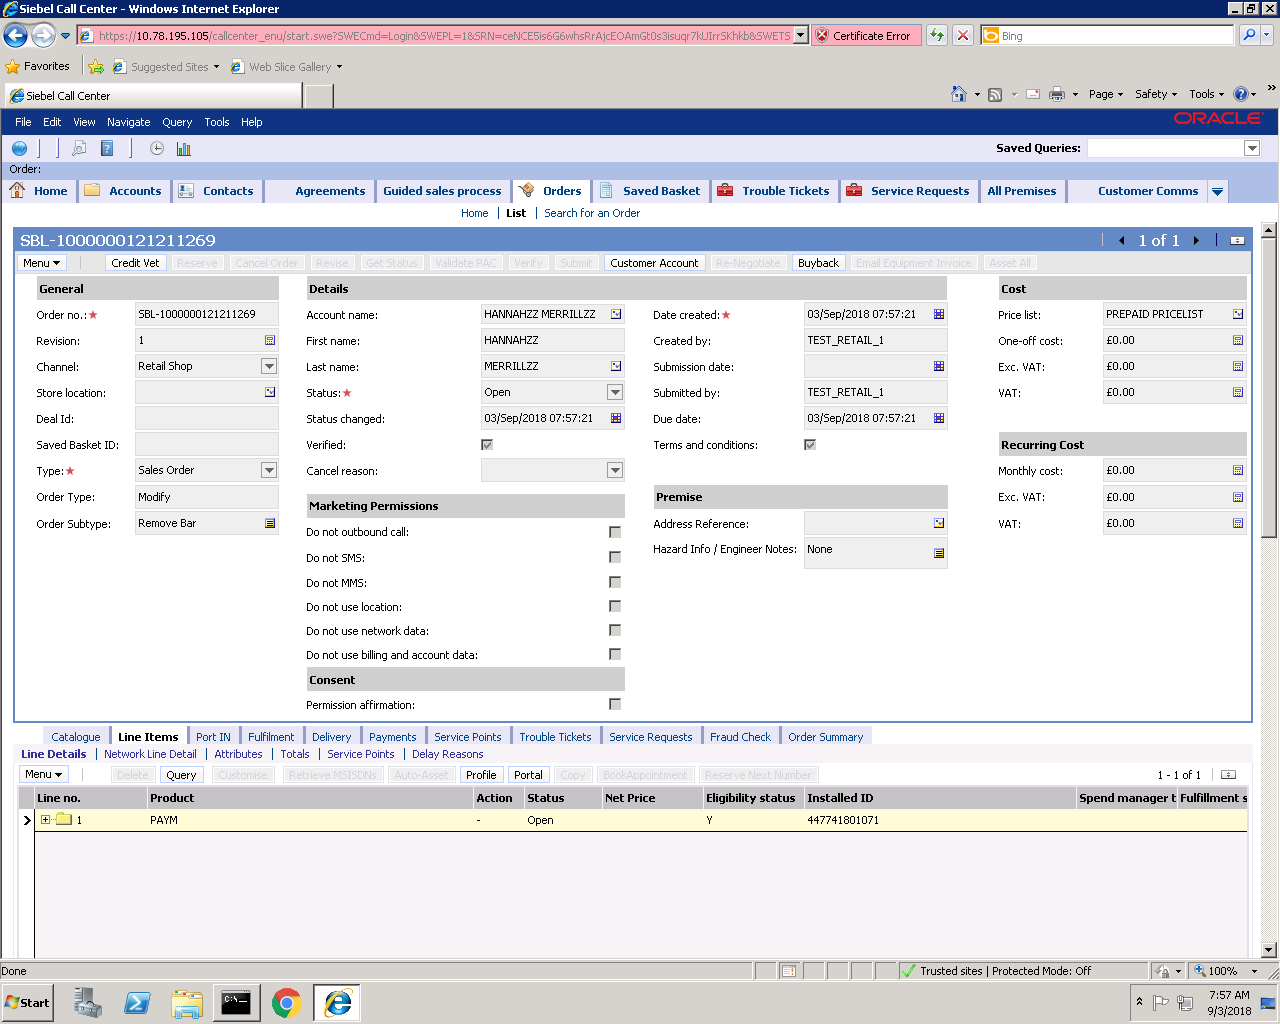 Siebel Call Center - Windows Internet Explorer
https://10.78.195.105/callcenter_enu/start.swe?SWECmd=Login&SWEPL=1&SRN= Certificate Error Bing
Favorites Suggested Sites Web Slice Gallery
Siebel Call Center Page Safety Tools »
File Edit View Navigate Query Tools Help ORACLE
Saved Queries:
Order:
Home Accounts Contacts Agreements Guided sales process Orders Saved Basket Trouble Tickets Service Requests All Premises Customer Comms
Home | List | Search for an Order
SBL-1000000121211269 1 of 1
Menu Credit Vet Reserve Cancel Order Revise Get Status Validate PAC Verify Submit Customer Account Re-Negotiate Buyback Email Equipment Invoice Asset All
General Details Cost
Order no.:★ SBL-1000000121211269 Account name: HANNAHZZ MERRILLZZ Date created:★ 03/Sep/2018 07:57:21 Price list: PREPAID PRICELIST
Revision: 1 First name: HANNAHZZ Created by: TEST_RETAIL_1 One-off cost: £0.00
Channel: Retail Shop Last name: MERRILLZZ Submission date: Exc. VAT: £0.00
Store location: Status:★ Open Submitted by: TEST_RETAIL_1 VAT: £0.00
Deal Id: Status changed: 03/Sep/2018 07:57:21 Due date: 03/Sep/2018 07:57:21
Saved Basket ID: Verified: Terms and conditions: Recurring Cost
Type:★ Sales Order Cancel reason: Monthly cost: £0.00
Order Type: Modify Marketing Permissions Premise Exc. VAT: £0.00
Order Subtype: Remove Bar Do not outbound call: Address Reference: VAT: £0.00
Do not SMS: Hazard Info / Engineer Notes: None
Do not MMS:
Do not use location:
Do not use network data:
Do not use billing and account data:
Consent
Permission affirmation:
Catalogue Line Items Port IN Fulfilment Delivery Payments Service Points Trouble Tickets Service Requests Fraud Check Order Summary
Line Details | Network Line Detail | Attributes | Totals | Service Points | Delay Reasons
Menu Delete Query Customise Retrieve MSISDNs Auto-Asset Profile Portal Copy BookAppointment Reserve Next Number 1 - 1 of 1
Line no. Product Action Status Net Price Eligibility status Installed ID Spend manager t Fulfillment s
1 PAYM - Open Y 447741801071
Done Trusted sites | Protected Mode: Off 100%
Start C:\ 7:57 AM
9/3/2018